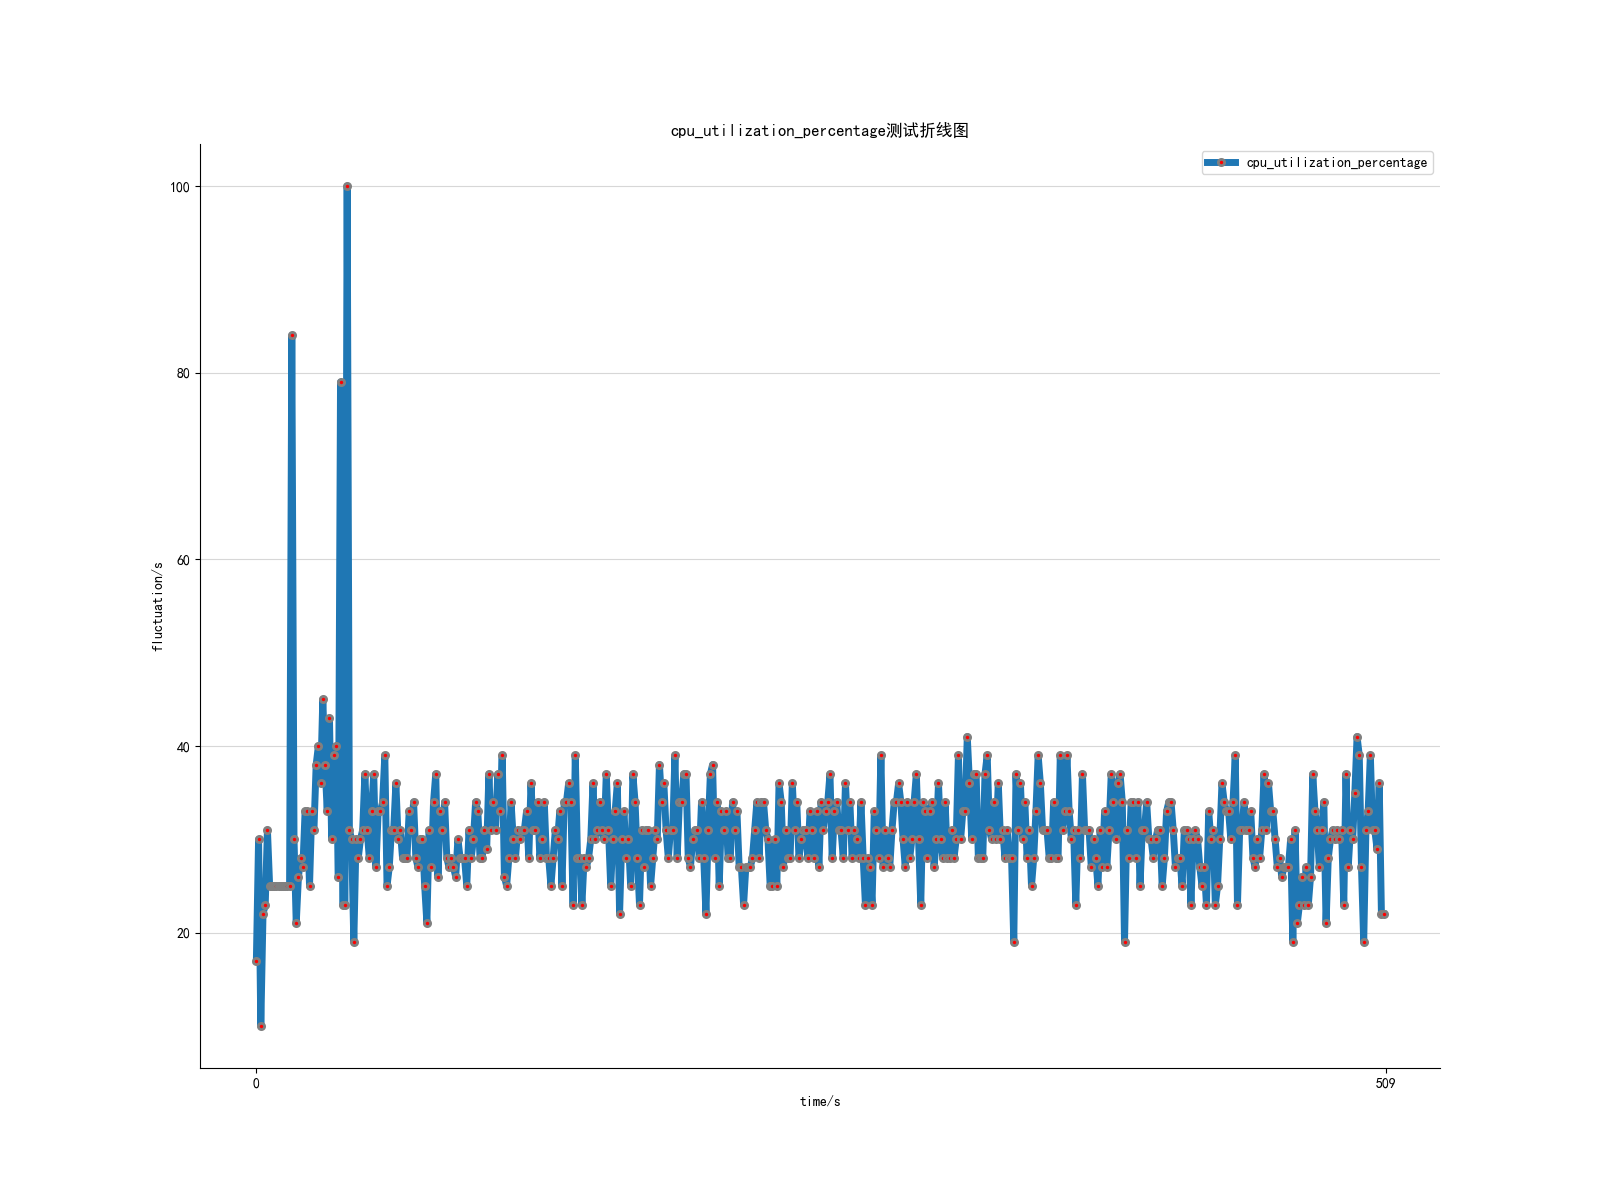 cpu_utilization_percentage测试折线图
cpu_utilization_percentage
100
80
60
40
20
fluctuation/s
0
509
time/s